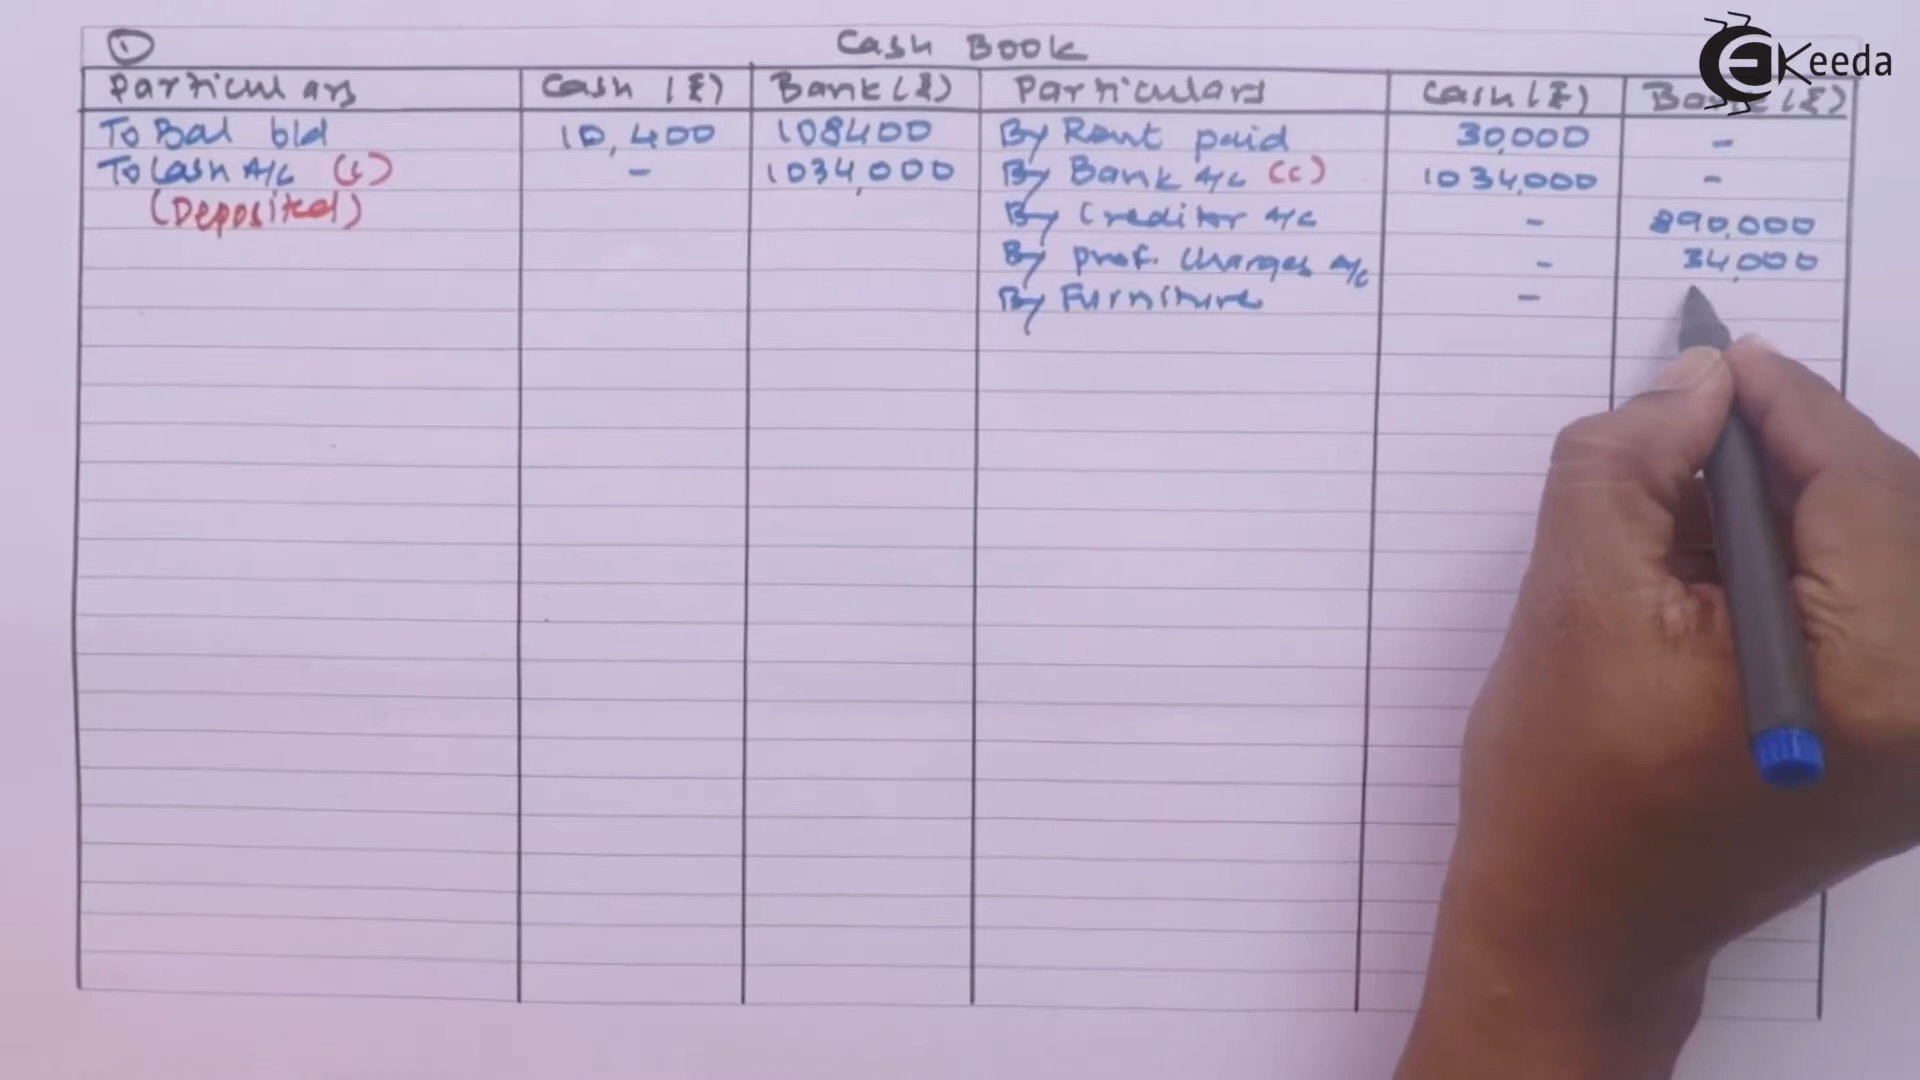 ① Cash Book
EKeeda
Particulars Cash (₹) Bank (₹) Particulars Cash (₹) Bank (₹)
To Bal b/d 10,400 108400 By Rent paid 30,000 -
To Cash A/c (c) - 1034,000 By Bank A/c (c) 1034,000 -
(Deposited) By Creditor A/c - 890,000
By prof. charges A/c - 34,000
By Furniture -